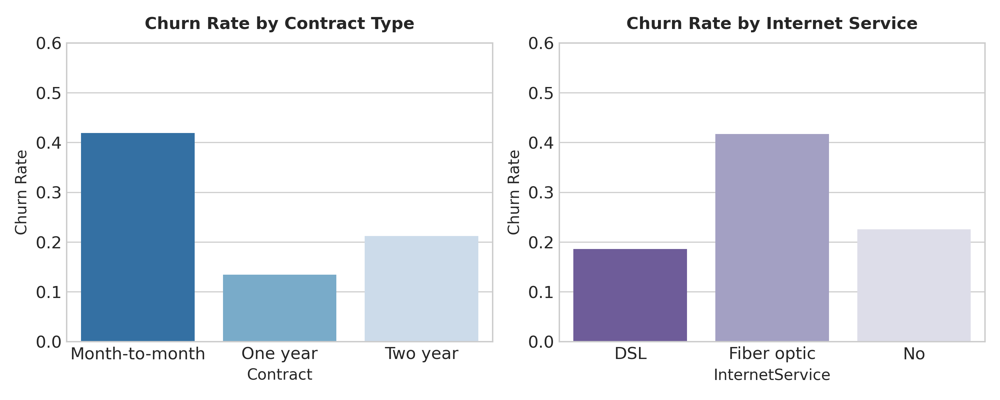 Churn Rate by Contract Type
0.6
0.5
0.4
0.3
0.2
0.1
0.0
Churn Rate
Month-to-month
One year
Two year
Contract
Churn Rate by Internet Service
0.6
0.5
0.4
0.3
0.2
0.1
0.0
Churn Rate
DSL
Fiber optic
No
InternetService